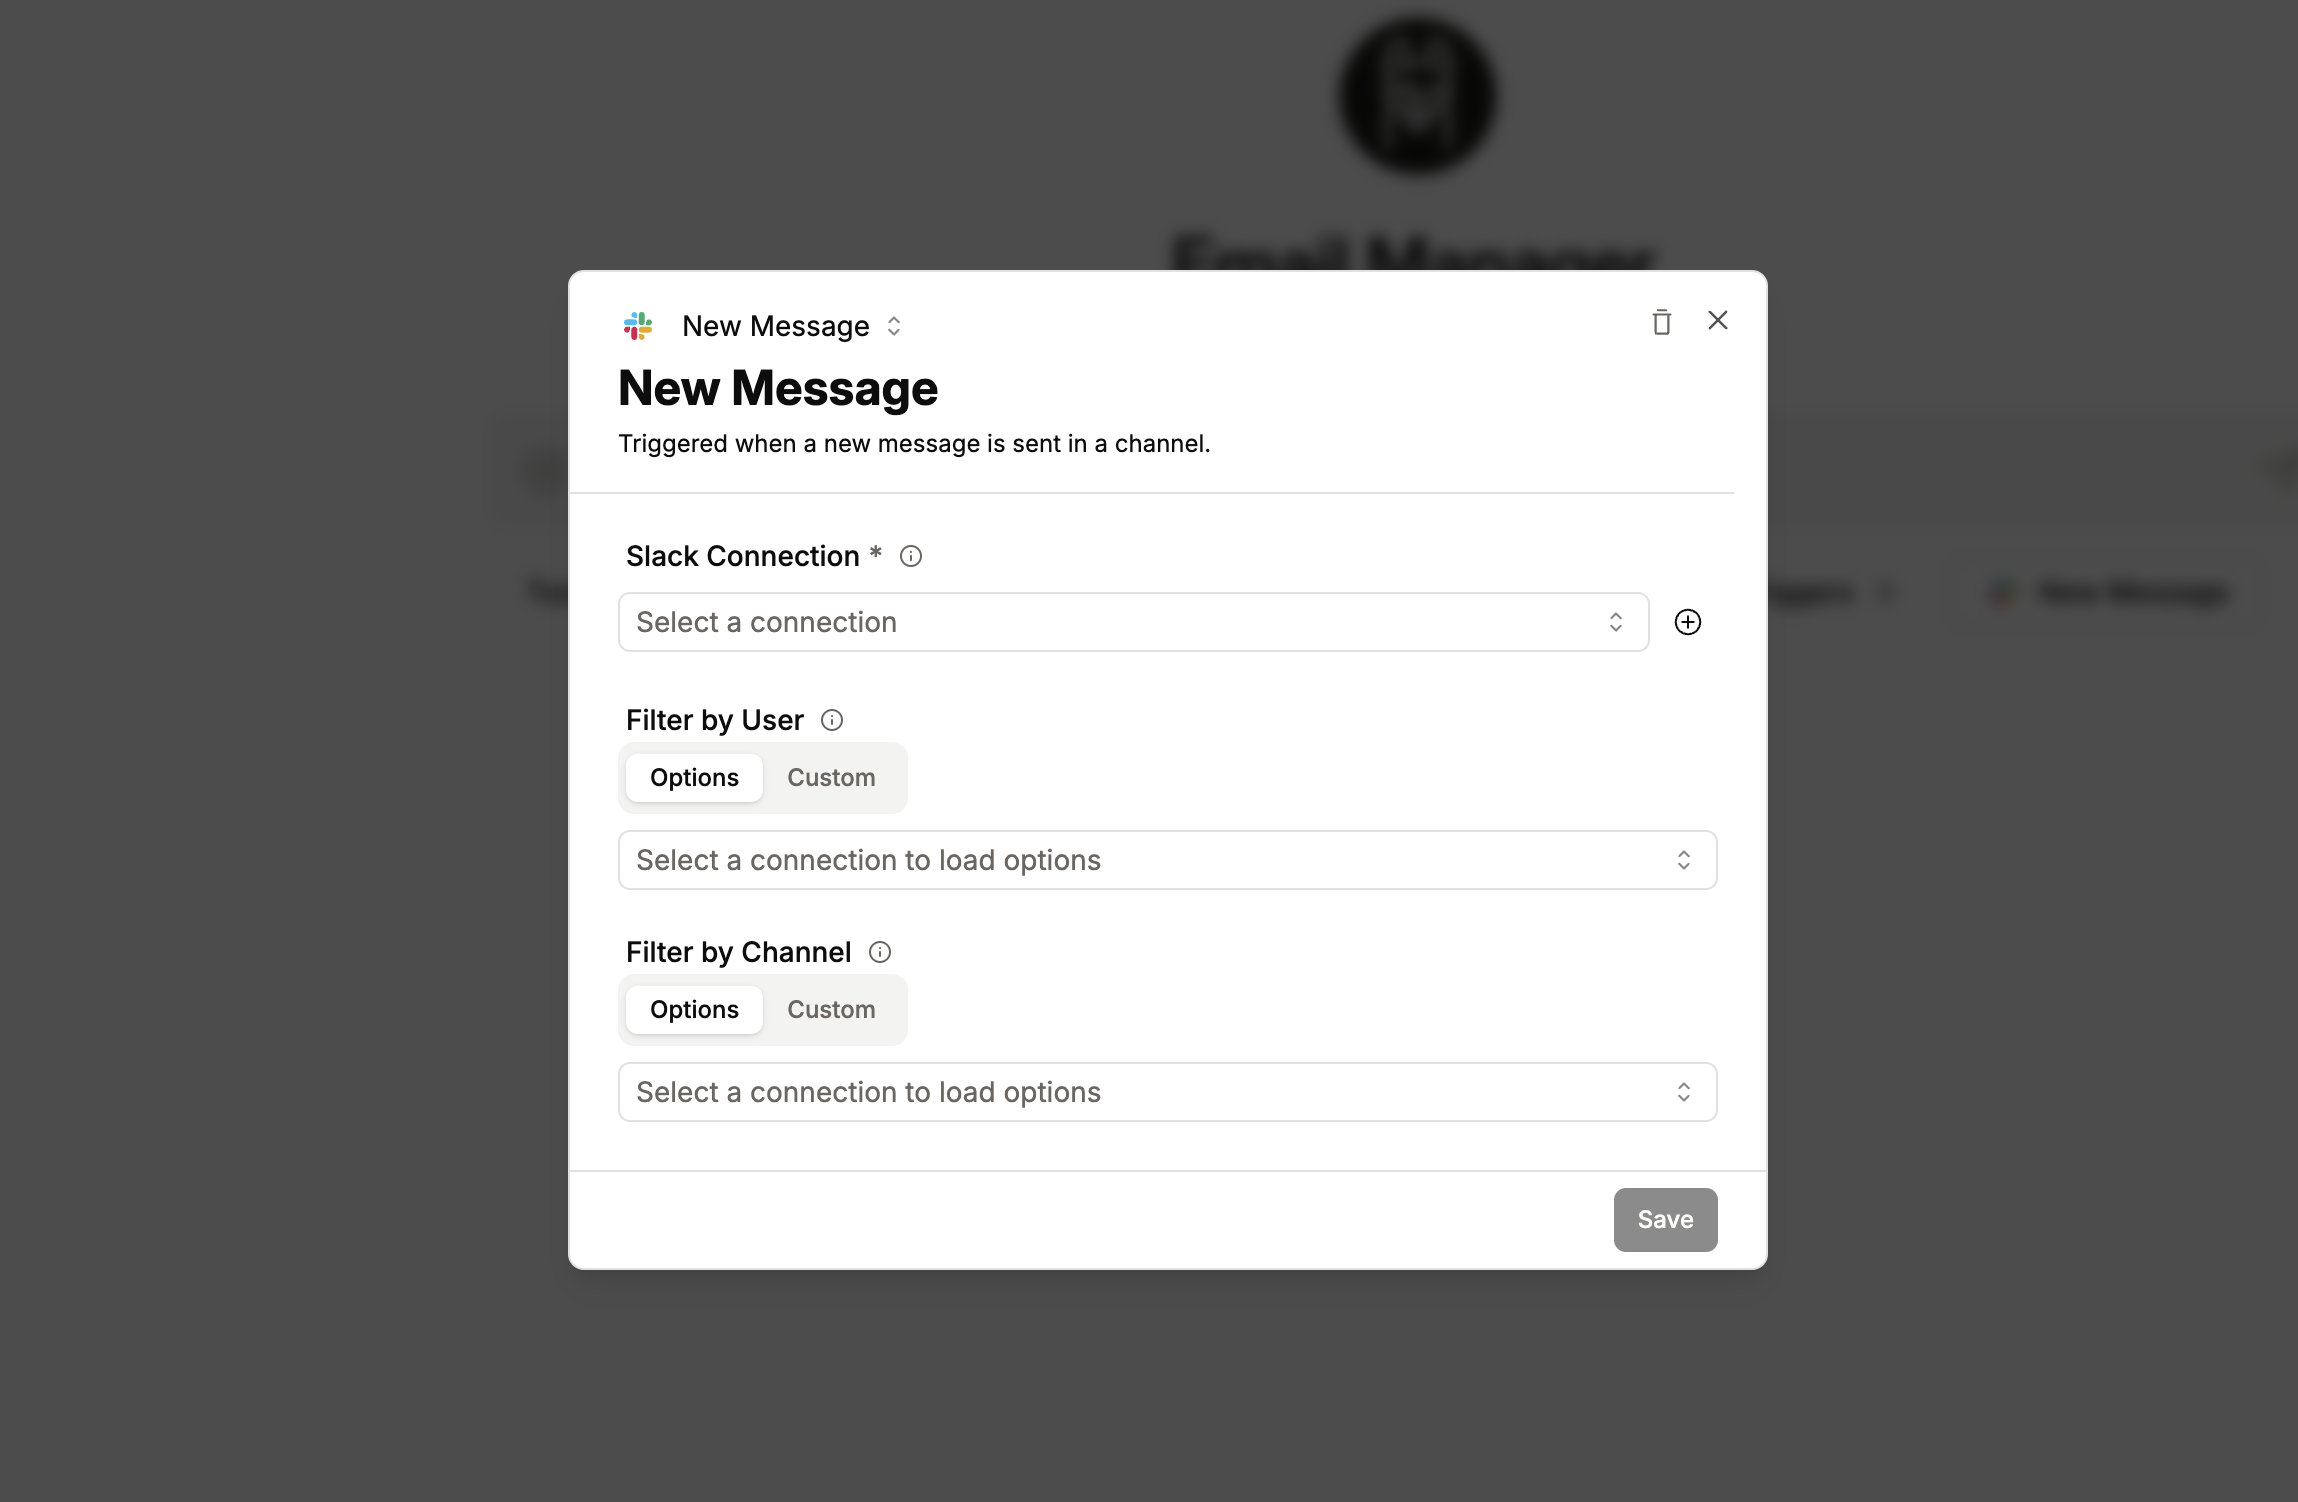 Email Manager
New Message
New Message
Triggered when a new message is sent in a channel.
Slack Connection *
Select a connection
New Message
Filter by User
Options Custom
Select a connection to load options
Filter by Channel
Options Custom
Select a connection to load options
Save